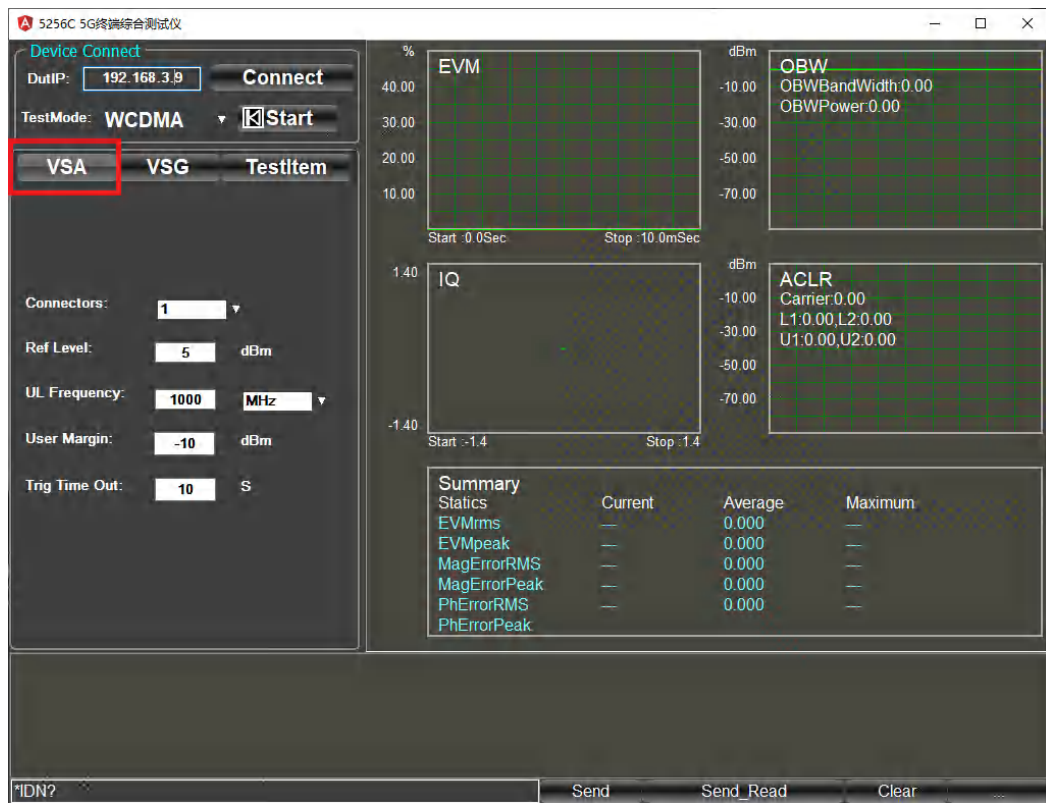 5256C 5G终端综合测试仪
Device Connect
DutIP: 192.168.3.9 Connect
TestMode: WCDMA Start
VSA VSG TestItem
Connectors: 1
Ref Level: 5 dBm
UL Frequency: 1000 MHz
User Margin: -10 dBm
Trig Time Out: 10 S
%
40.00
30.00
20.00
10.00
EVM
Start :0.0Sec Stop :10.0mSec
dBm
-10.00
-30.00
-50.00
-70.00
OBW
OBWBandWidth:0.00
OBWPower:0.00
1.40
-1.40
IQ
Start :-1.4 Stop :1.4
dBm
-10.00
-30.00
-50.00
-70.00
ACLR
Carrier:0.00
L1:0.00,L2:0.00
U1:0.00,U2:0.00
Summary
Statics Current Average Maximum
EVMrms — 0.000 —
EVMpeak — 0.000 —
MagErrorRMS — 0.000 —
MagErrorPeak — 0.000 —
PhErrorRMS — 0.000 —
PhErrorPeak
*IDN? Send Send_Read Clear ...